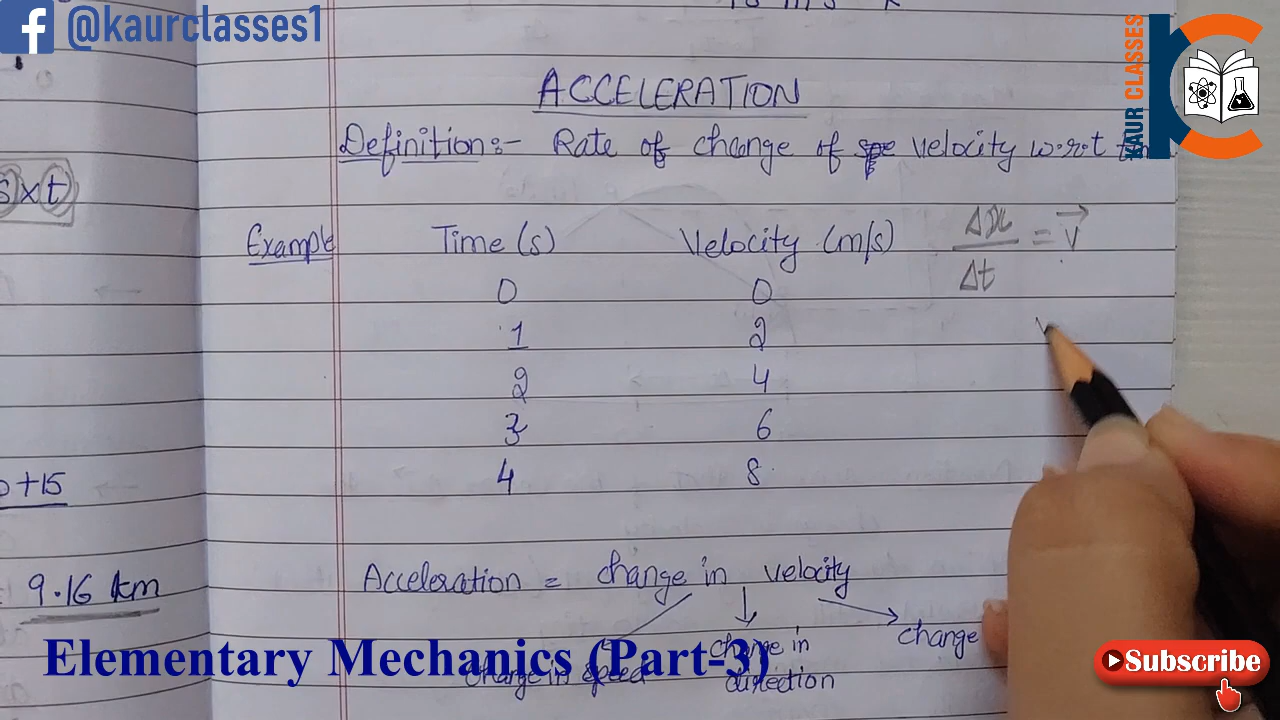 @kaurclasses1
KAUR CLASSES
ACCELERATION
Definition:- Rate of change of velocity w.r.t
s) x t
Example Time (s) Velocity (m/s) Δx/Δt = v
0 0
1 2
2 4
3 6
4 8
+15
Acceleration = change in velocity
9.16 km
change in speed change in direction change
Elementary Mechanics (Part-3)
Subscribe